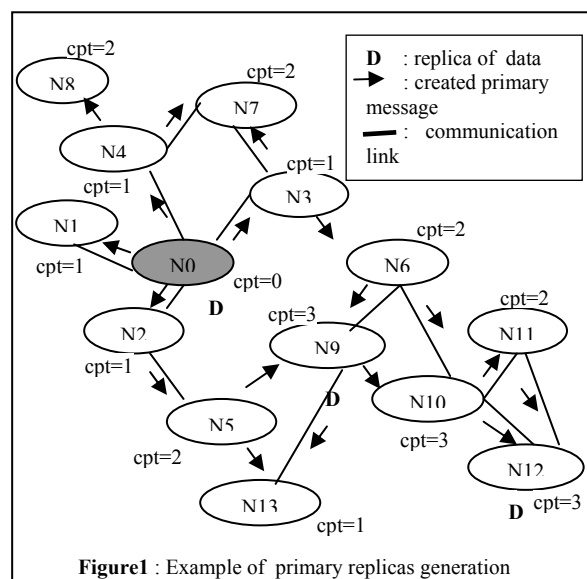 cpt=2
N8
cpt=2
N7
D : replica of data
: created primary
message
: communication
link
N4
cpt=1
cpt=1
N3
N1
cpt=1
N0
cpt=0
D
cpt=2
N6
N2
cpt=1
cpt=3
N9
cpt=2
N11
D
N10
cpt=3
N5
cpt=2
N12
cpt=3
D
N13
cpt=1
Figure1 : Example of primary replicas generation